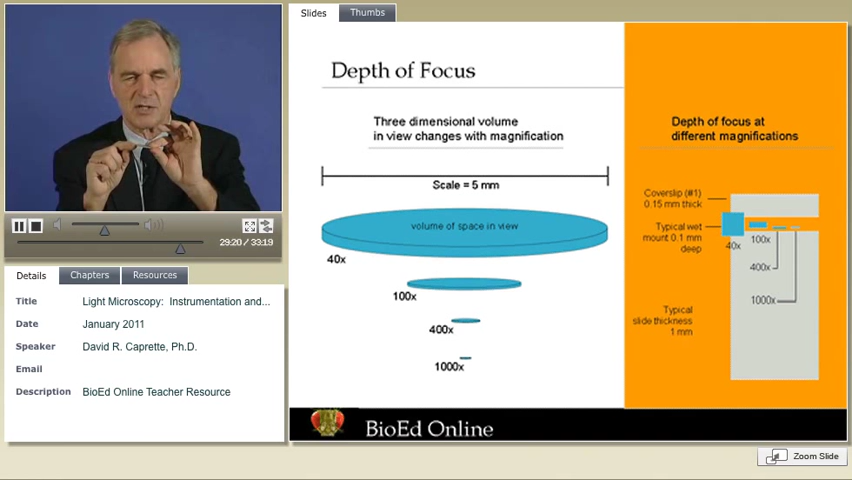 Slides
Thumbs
Depth of Focus
Three dimensional volume
in view changes with magnification
Scale = 5 mm
volume of space in view
40x
100x
400x
1000x
Depth of focus at
different magnifications
Coverslip (#1)
0.15 mm thick
Typical wet
mount 0.1 mm
deep
40x
100x
400x
1000x
Typical
slide thickness
1 mm
BioEd Online
29:20 / 33:19
Details
Chapters
Resources
Title
Light Microscopy: Instrumentation and...
Date
January 2011
Speaker
David R. Caprette, Ph.D.
Email
Description
BioEd Online Teacher Resource
Zoom Slide